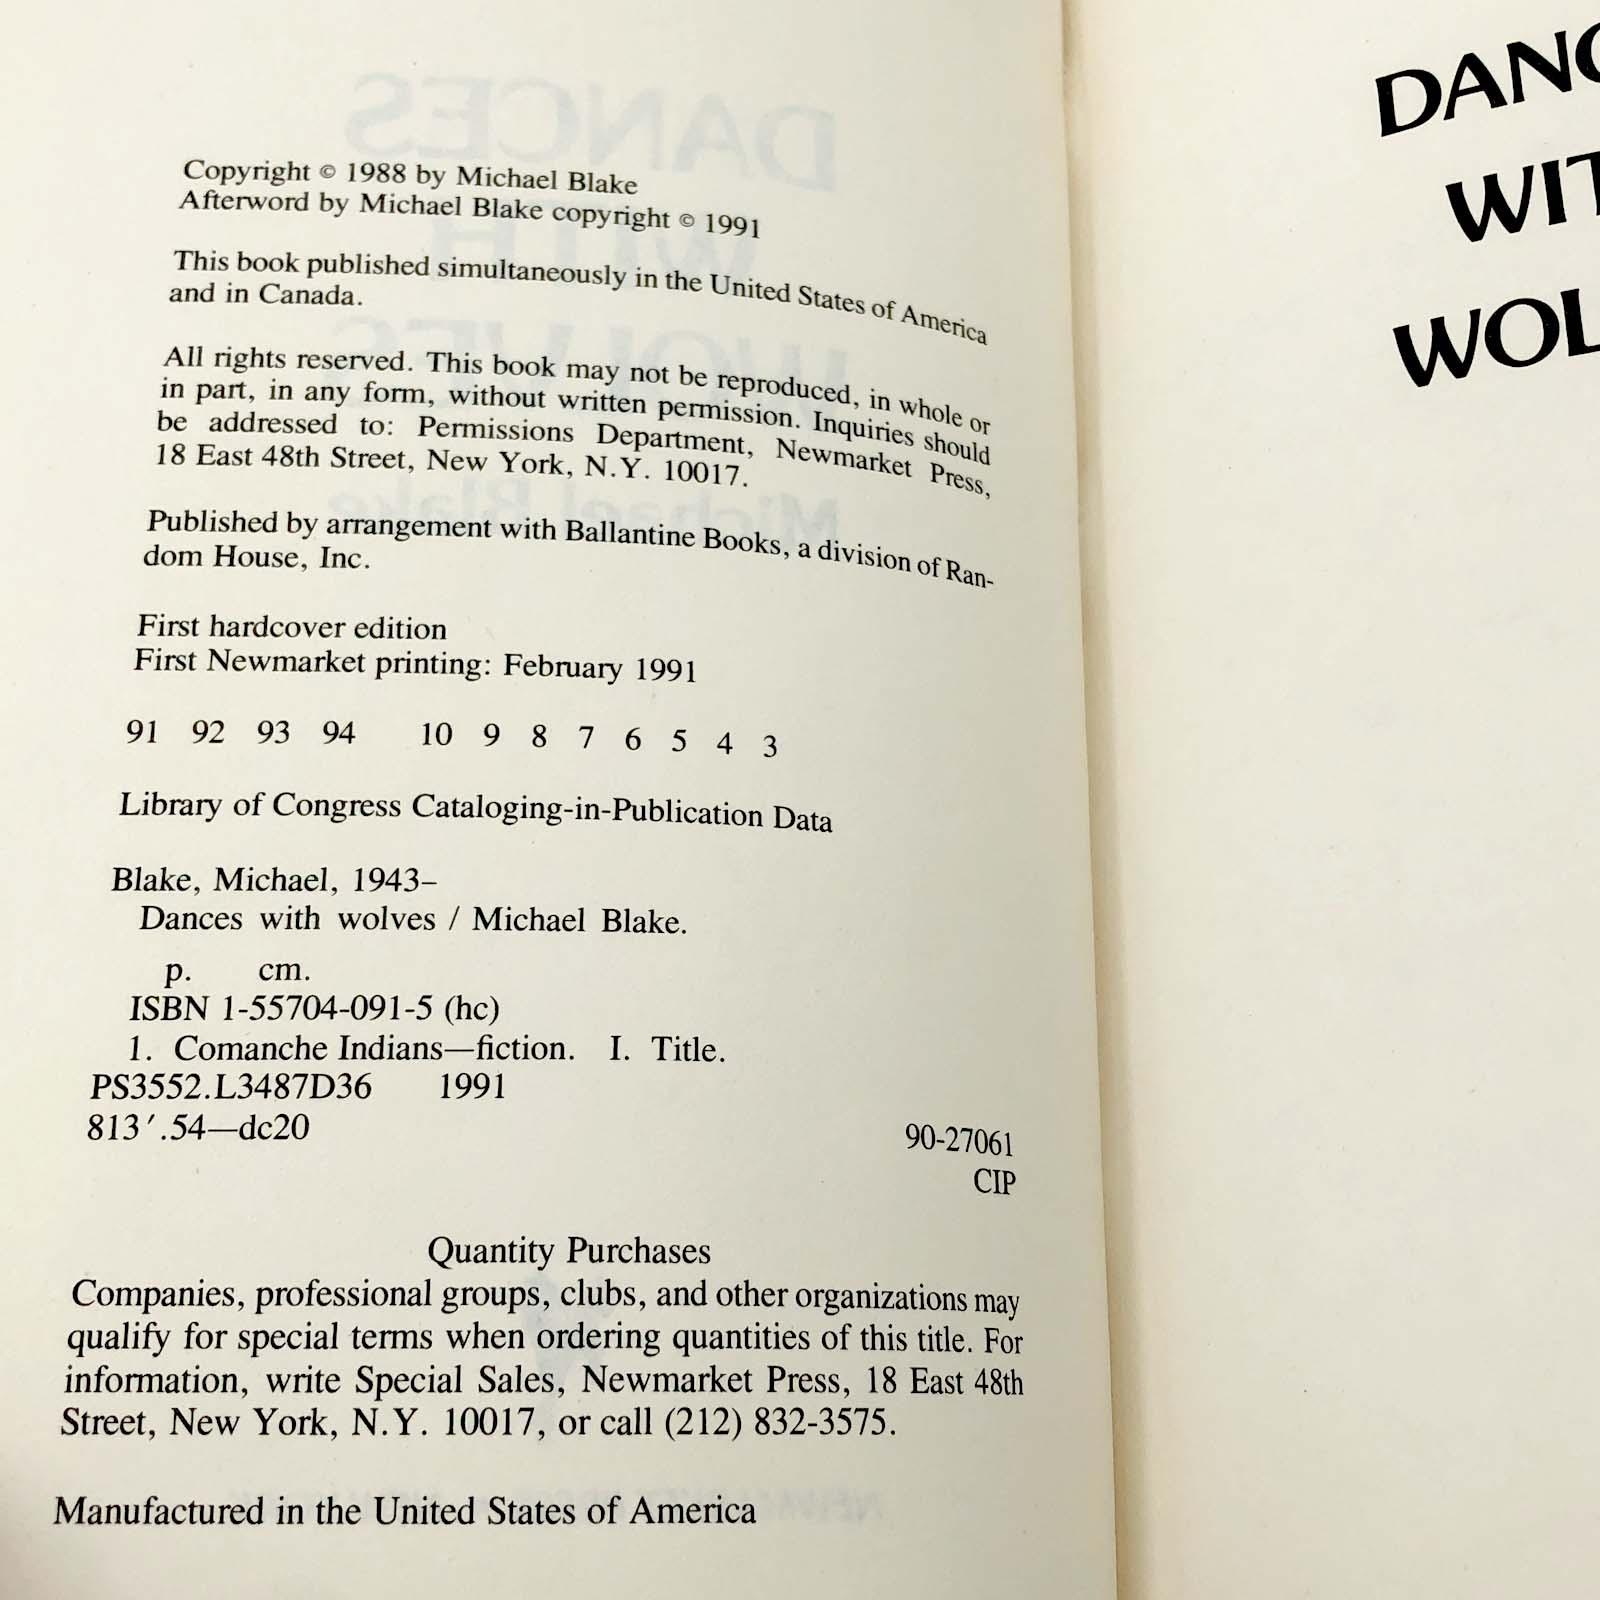 Copyright © 1988 by Michael Blake
Afterword by Michael Blake copyright © 1991
This book published simultaneously in the United States of America
and in Canada.
All rights reserved. This book may not be reproduced, in whole or
in part, in any form, without written permission. Inquiries should
be addressed to: Permissions Department, Newmarket Press,
18 East 48th Street, New York, N.Y. 10017.
Published by arrangement with Ballantine Books, a division of Ran-
dom House, Inc.
First hardcover edition
First Newmarket printing: February 1991
91 92 93 94 10 9 8 7 6 5 4 3
Library of Congress Cataloging-in-Publication Data
Blake, Michael, 1943–
Dances with wolves / Michael Blake.
p. cm.
ISBN 1-55704-091-5 (hc)
1. Comanche Indians—fiction. I. Title.
PS3552.L3487D36 1991
813′.54—dc20
90-27061
CIP
Quantity Purchases
Companies, professional groups, clubs, and other organizations may
qualify for special terms when ordering quantities of this title. For
information, write Special Sales, Newmarket Press, 18 East 48th
Street, New York, N.Y. 10017, or call (212) 832-3575.
Manufactured in the United States of America
DANC
WIT
WOL